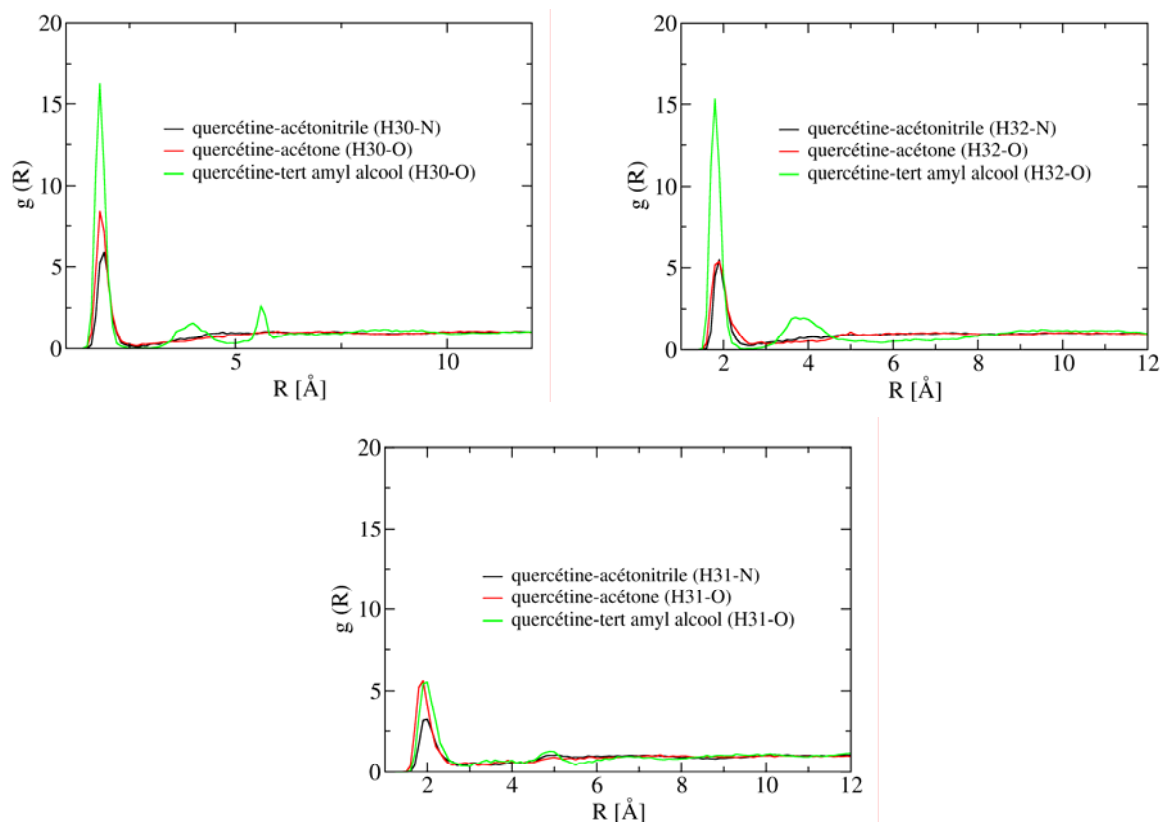 20
15
10
5
0
g (R)
quercétine-acétonitrile (H30-N)
quercétine-acétone (H30-O)
quercétine-tert amyl alcool (H30-O)
5
10
R [Å]
20
15
10
5
0
g (R)
quercétine-acétonitrile (H32-N)
quercétine-acétone (H32-O)
quercétine-tert amyl alcool (H32-O)
2 4 6 8 10 12
R [Å]
20
15
10
5
0
g (R)
quercétine-acétonitrile (H31-N)
quercétine-acétone (H31-O)
quercétine-tert amyl alcool (H31-O)
2 4 6 8 10 12
R [Å]